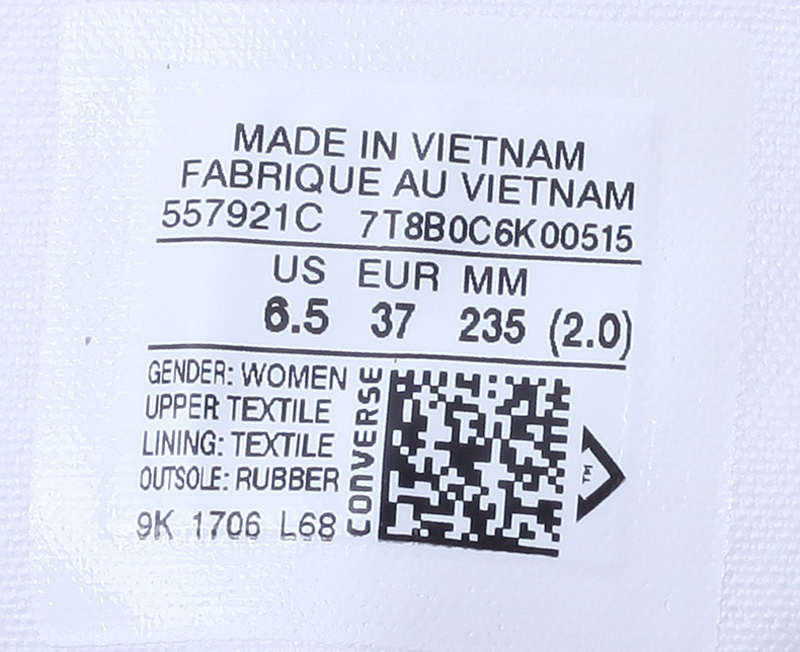 MADE IN VIETNAM
FABRIQUE AU VIETNAM
557921C 7T8B0C6K00515
US EUR MM
6.5 37 235 (2.0)
GENDER: WOMEN
UPPER: TEXTILE
LINING: TEXTILE
OUTSOLE: RUBBER
9K 1706 L68
CONVERSE
TM